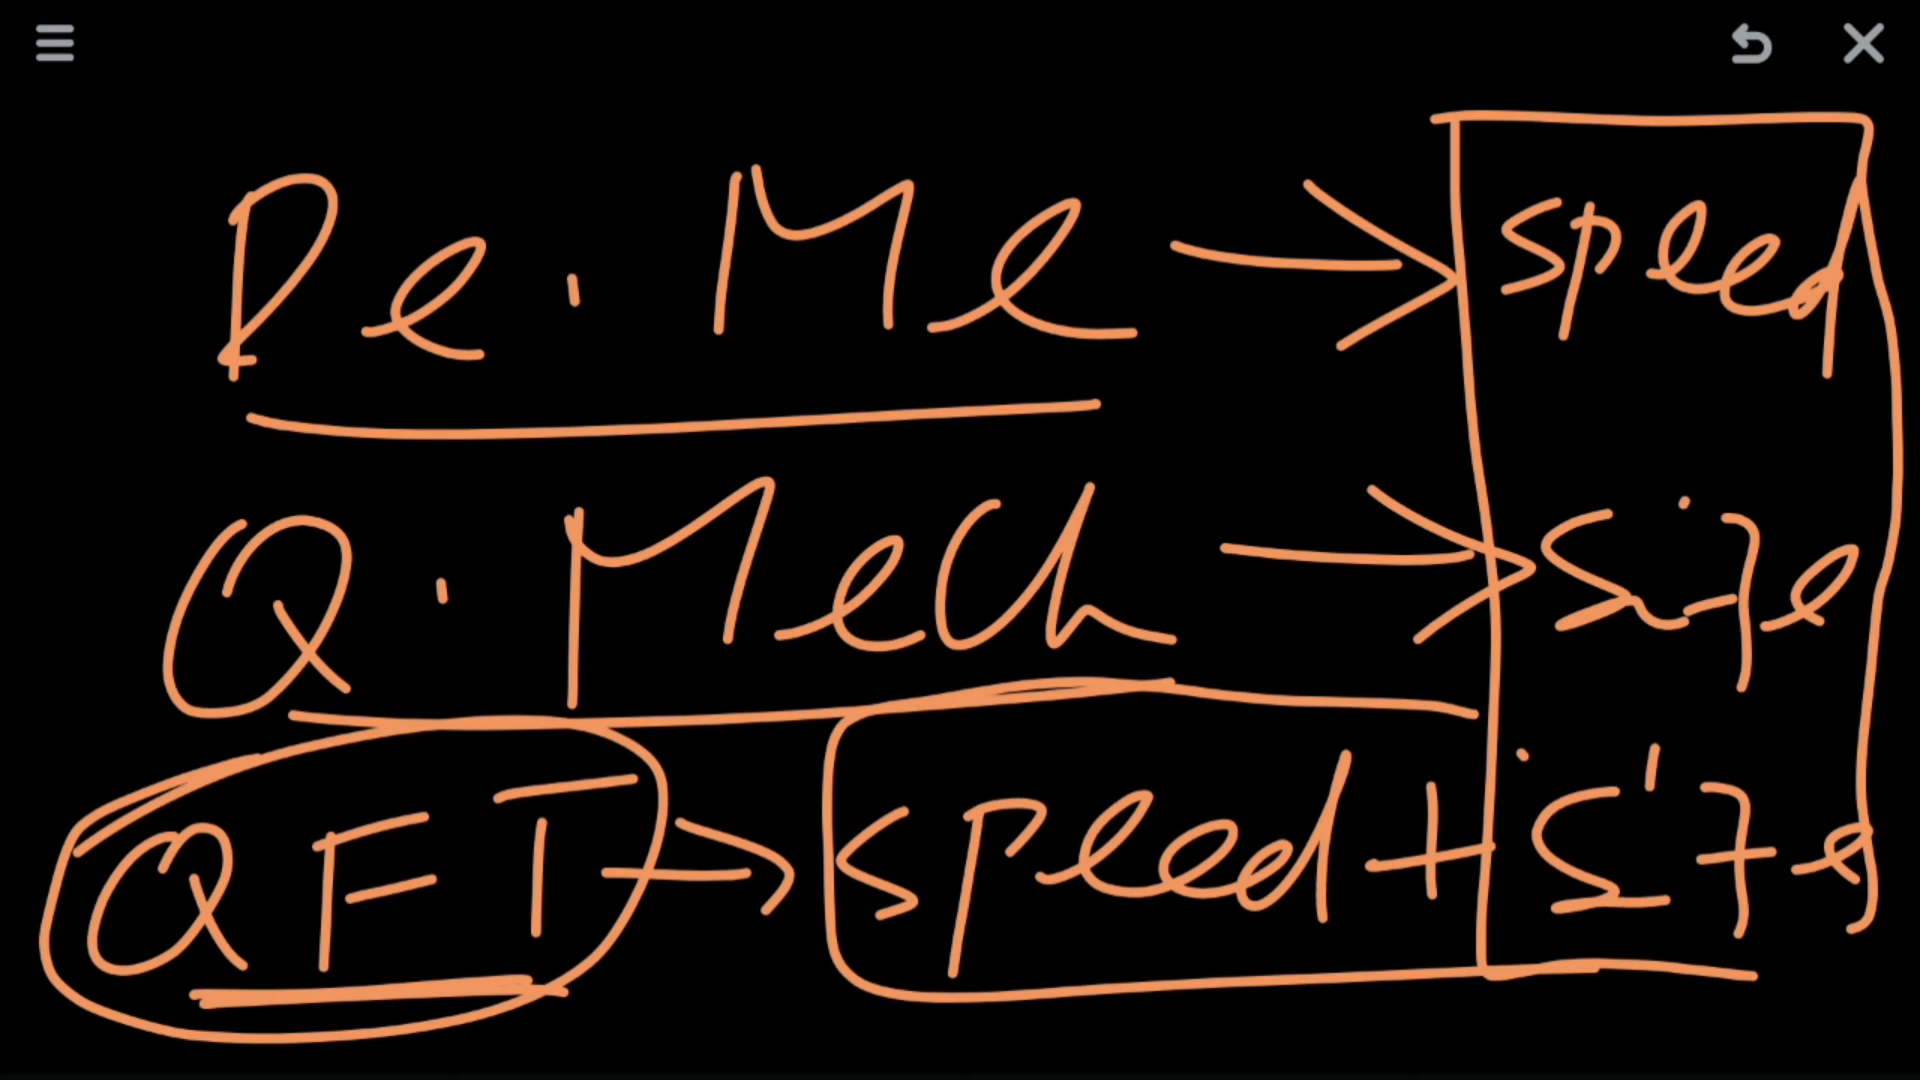 Re. Me → speed
Q. Mech → Size
QFT → speed + Size